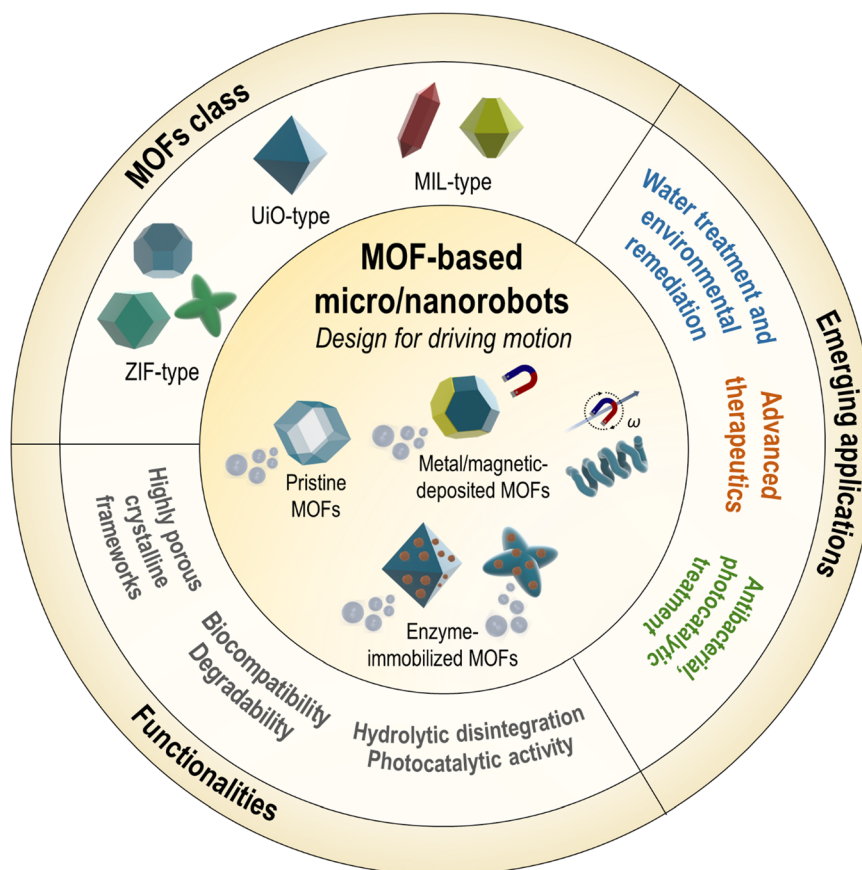 MOFs class
MIL-type
UiO-type
ZIF-type
MOF-based
micro/nanorobots
Design for driving motion
Pristine
MOFs
Metal/magnetic-
deposited MOFs
ω
Enzyme-
immobilized MOFs
Emerging applications
Water treatment and
environmental
remediation
Advanced
therapeutics
Antibacterial,
photocatalytic
treatment
Functionalities
Highly porous
crystalline
frameworks
Biocompatibility
Degradability
Hydrolytic disintegration
Photocatalytic activity